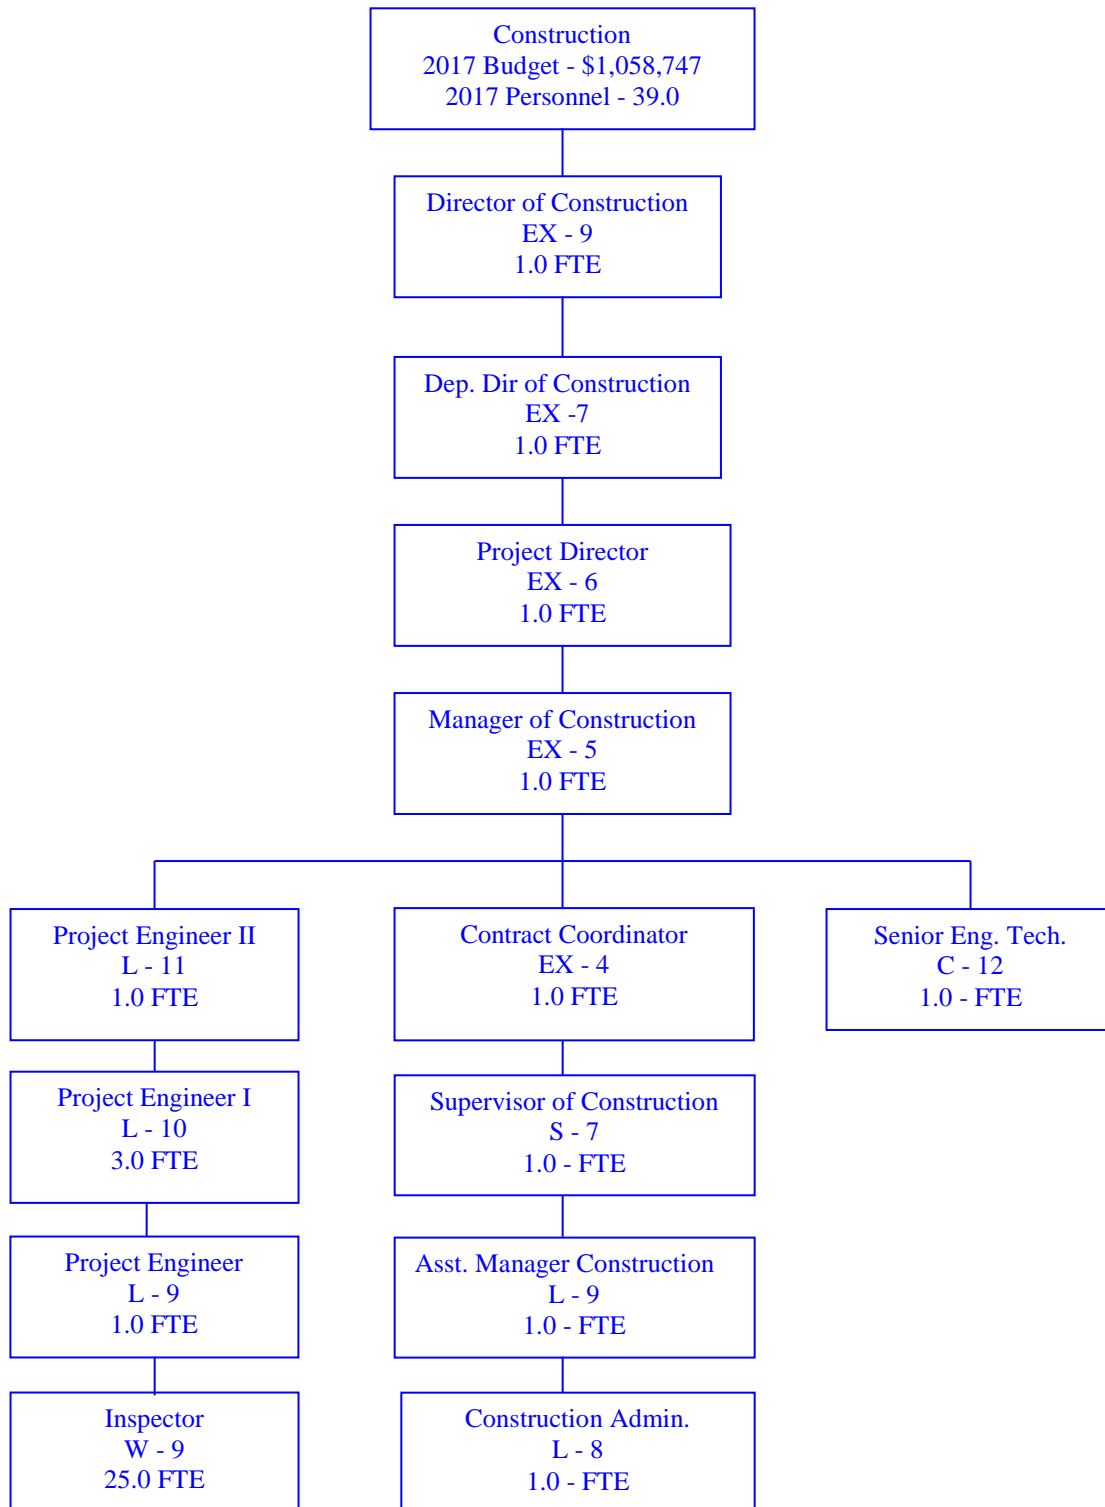 Construction
2017 Budget - $1,058,747
2017 Personnel - 39.0
Director of Construction
EX - 9
1.0 FTE
Dep. Dir of Construction
EX -7
1.0 FTE
Project Director
EX - 6
1.0 FTE
Manager of Construction
EX - 5
1.0 FTE
Project Engineer II
L - 11
1.0 FTE
Contract Coordinator
EX - 4
1.0 FTE
Senior Eng. Tech.
C - 12
1.0 - FTE
Project Engineer I
L - 10
3.0 FTE
Supervisor of Construction
S - 7
1.0 - FTE
Project Engineer
L - 9
1.0 FTE
Asst. Manager Construction
L - 9
1.0 - FTE
Inspector
W - 9
25.0 FTE
Construction Admin.
L - 8
1.0 - FTE